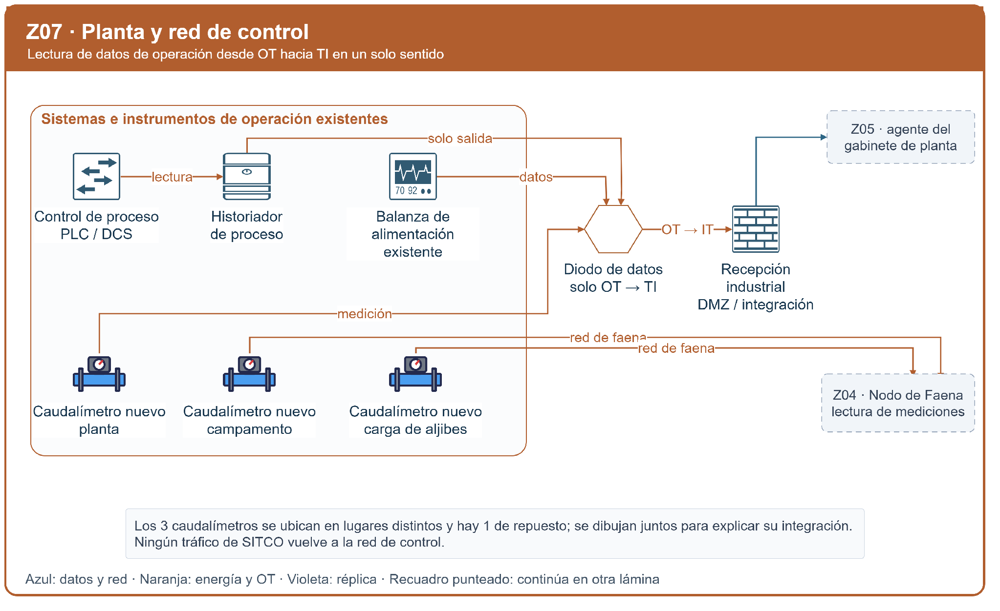 Z07 · Planta y red de control
Lectura de datos de operación desde OT hacia TI en un solo sentido
Sistemas e instrumentos de operación existentes
solo salida
lectura
datos
70 92
Control de proceso
PLC / DCS
Historiador
de proceso
Balanza de
alimentación
existente
Z05 · agente del
gabinete de planta
OT → IT
Diodo de datos
solo OT → TI
Recepción
industrial
DMZ / integración
medición
red de faena
red de faena
Caudalímetro nuevo
planta
Caudalímetro nuevo
campamento
Caudalímetro nuevo
carga de aljibes
Z04 · Nodo de Faena
lectura de mediciones
Los 3 caudalímetros se ubican en lugares distintos y hay 1 de repuesto; se dibujan juntos para explicar su integración.
Ningún tráfico de SITCO vuelve a la red de control.
Azul: datos y red · Naranja: energía y OT · Violeta: réplica · Recuadro punteado: continúa en otra lámina